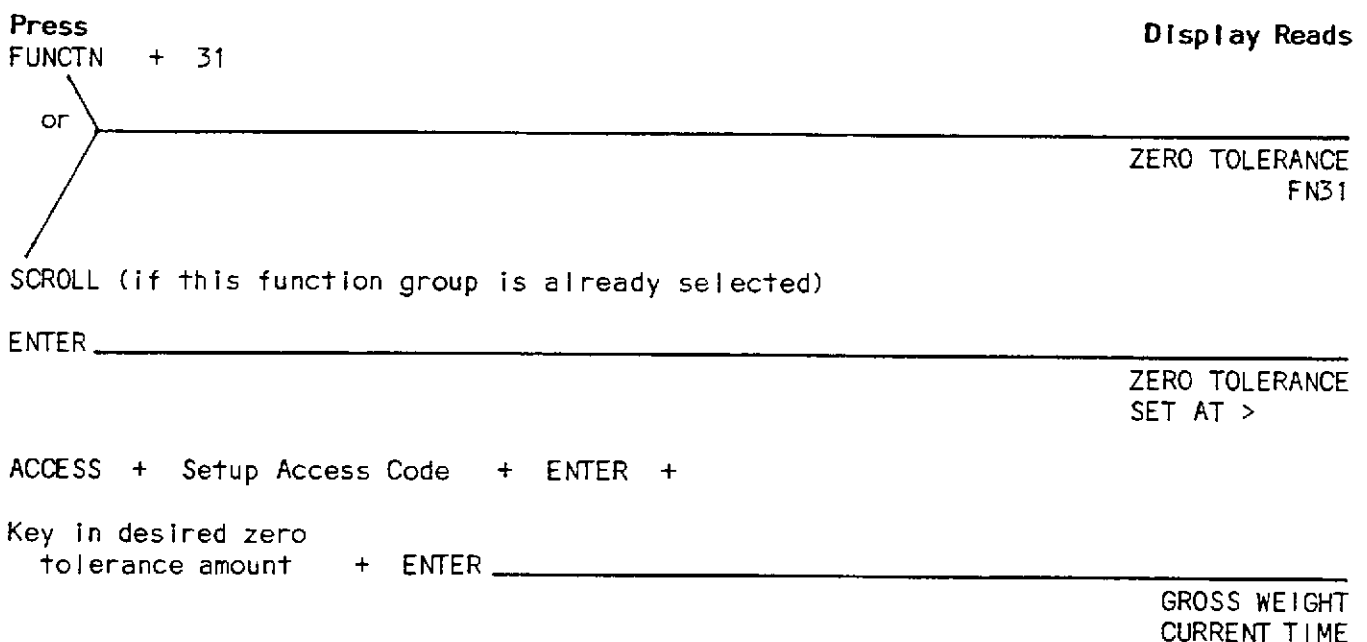 Press
Display Reads
FUNCTN + 31
or
ZERO TOLERANCE
FN31
SCROLL (if this function group is already selected)
ENTER
ZERO TOLERANCE
SET AT >
ACCESS + Setup Access Code + ENTER +
Key in desired zero
tolerance amount + ENTER
GROSS WEIGHT
CURRENT TIME